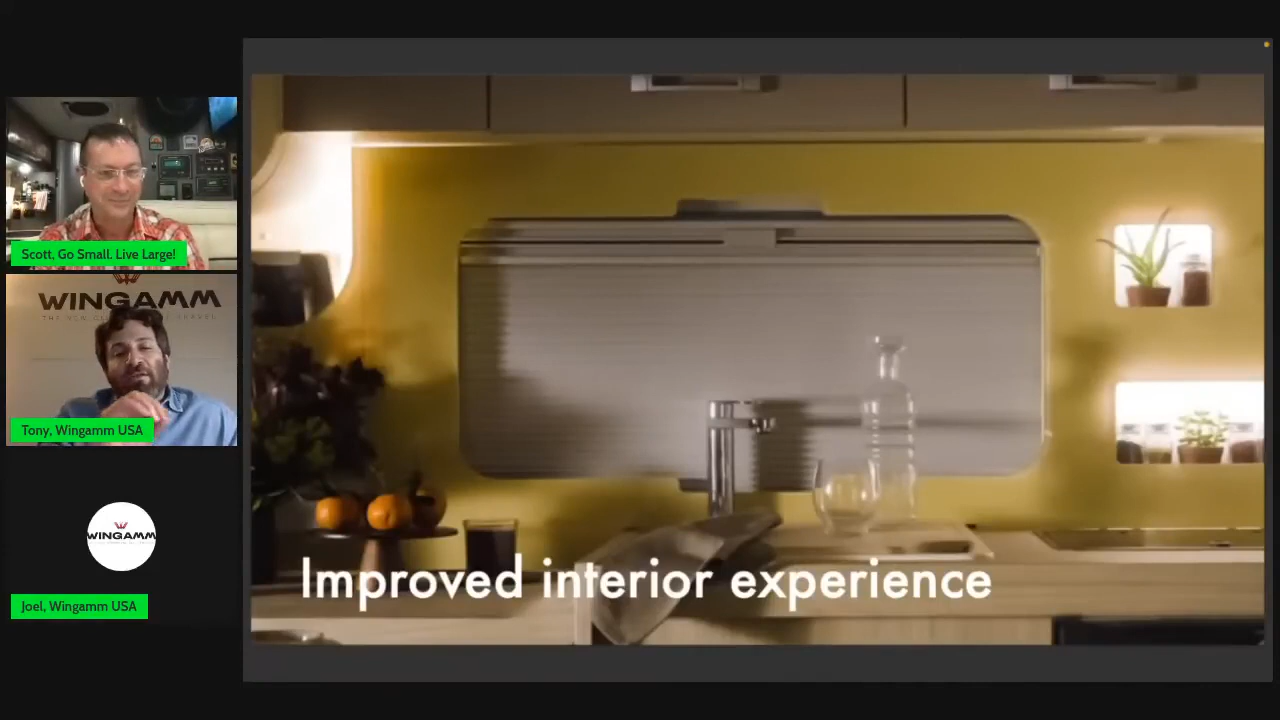 Scott, Go Small. Live Large!
WINGAMM
Tony, Wingamm USA
WINGAMM
Joel, Wingamm USA
Improved interior experience